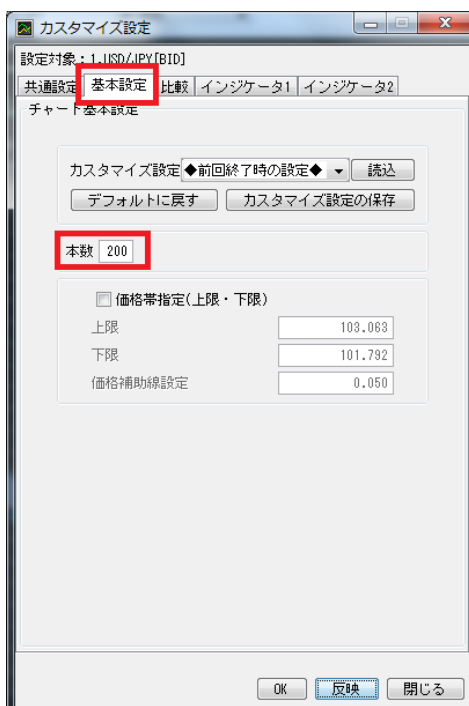 カスタマイズ設定
設定対象:1.USD/JPY[BID]
共通設定 基本設定 比較 インジケータ1 インジケータ2
チャート基本設定
カスタマイズ設定 ◆前回終了時の設定◆ 読込
デフォルトに戻す カスタマイズ設定の保存
本数 200
価格帯指定(上限・下限)
上限 103.063
下限 101.792
価格補助線設定 0.050
OK 反映 閉じる